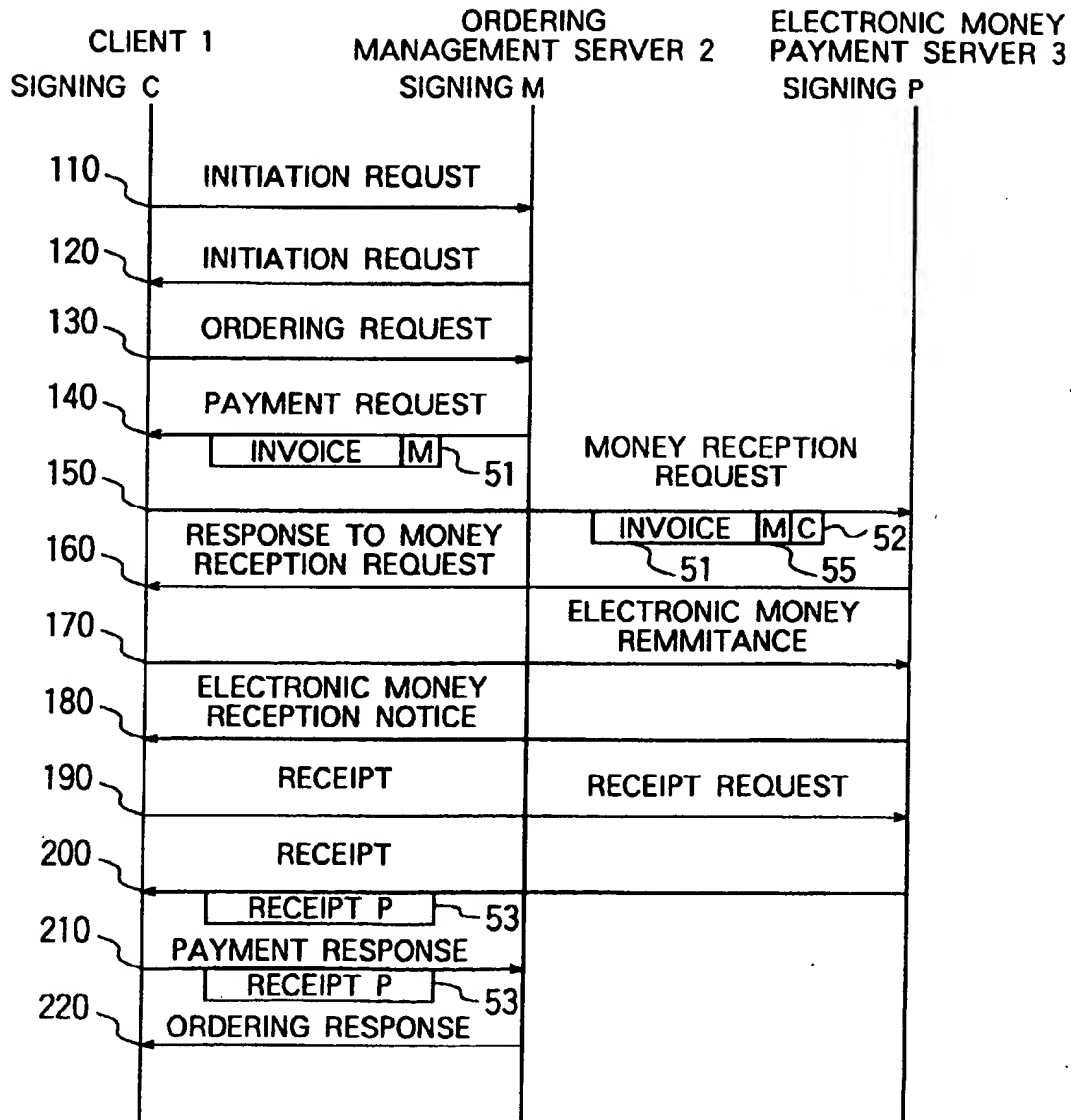 CLIENT 1
ORDERING
MANAGEMENT SERVER 2
ELECTRONIC MONEY
PAYMENT SERVER 3
SIGNING C
SIGNING M
SIGNING P
110
INITIATION REQUST
120
INITIATION REQUST
130
ORDERING REQUEST
140
PAYMENT REQUEST
INVOICE M 51
MONEY RECEPTION
REQUEST
150
INVOICE M C 52
51 55
RESPONSE TO MONEY
RECEPTION REQUEST
160
ELECTRONIC MONEY
REMMITANCE
170
ELECTRONIC MONEY
RECEPTION NOTICE
180
190
RECEIPT
RECEIPT REQUEST
200
RECEIPT
RECEIPT P 53
210
PAYMENT RESPONSE
RECEIPT P 53
220
ORDERING RESPONSE